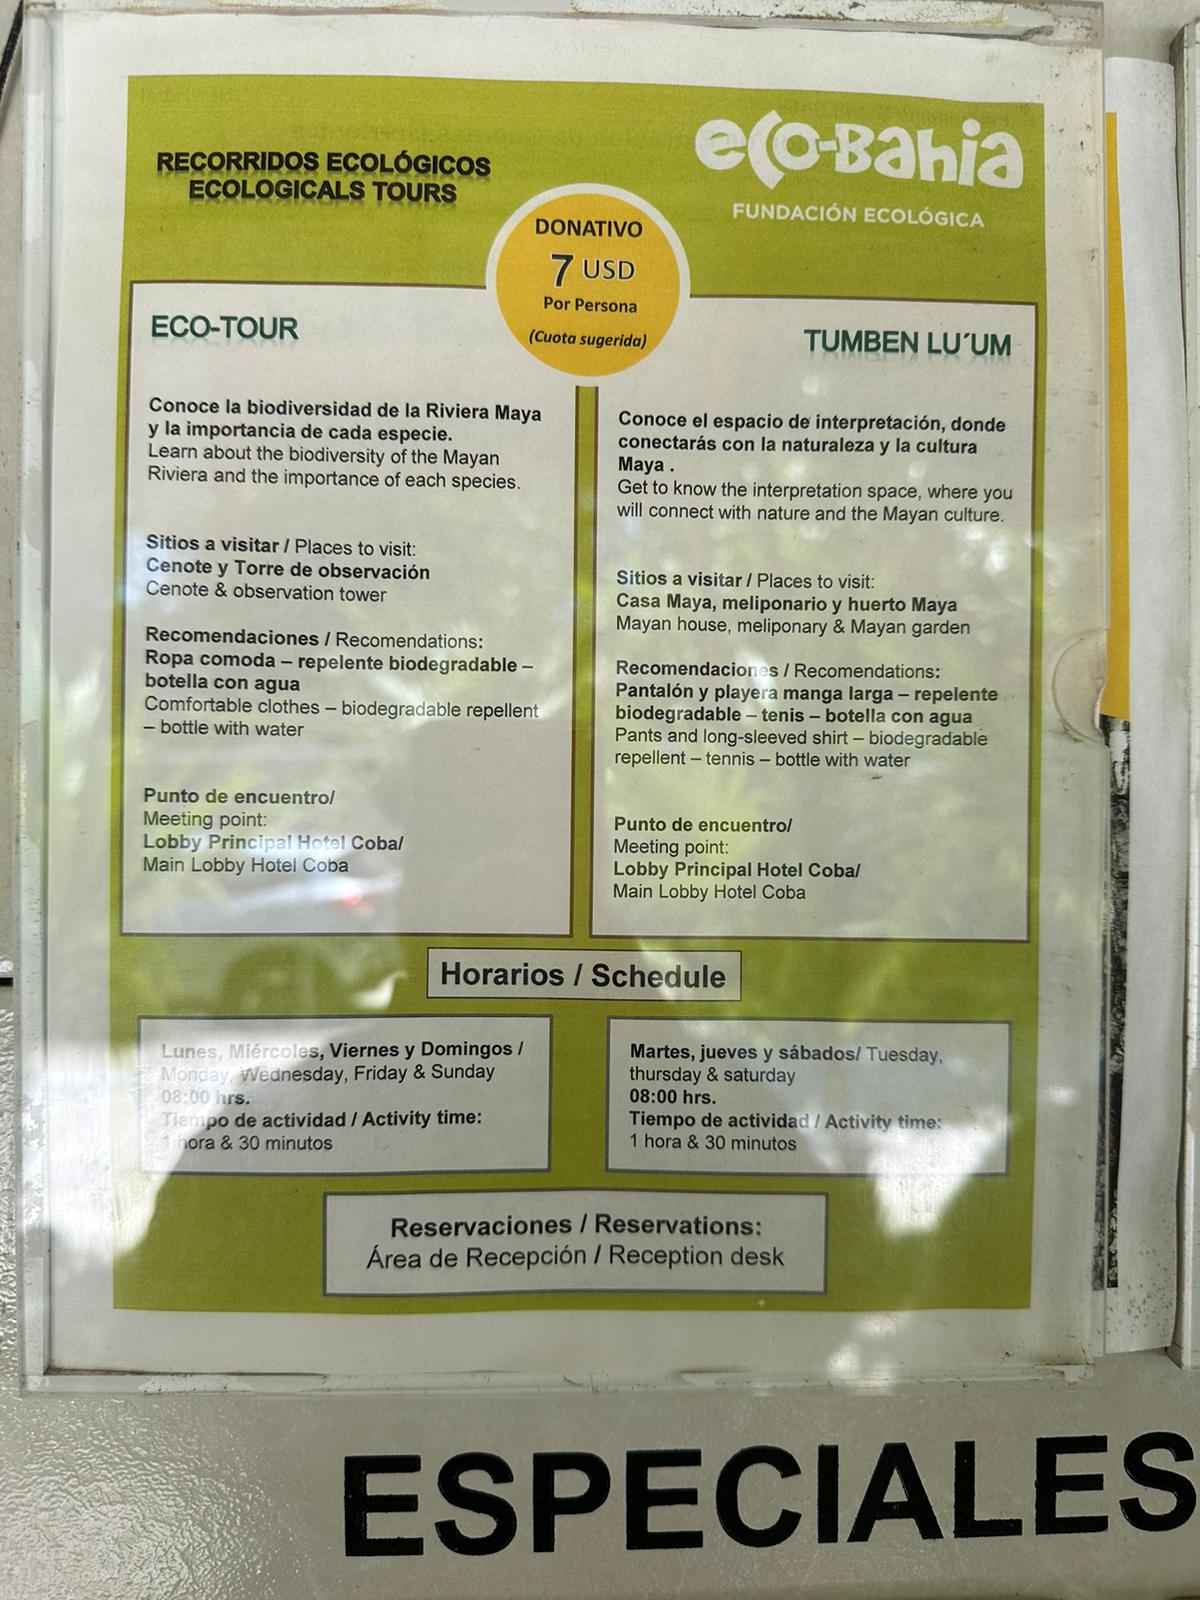 RECORRIDOS ECOLÓGICOS
ECOLOGICALS TOURS
eco-Bahia
FUNDACIÓN ECOLÓGICA
DONATIVO
7 USD
Por Persona
(Cuota sugerida)
ECO-TOUR
Conoce la biodiversidad de la Riviera Maya
y la importancia de cada especie.
Learn about the biodiversity of the Mayan
Riviera and the importance of each species.
Sitios a visitar / Places to visit:
Cenote y Torre de observación
Cenote & observation tower
Recomendaciones / Recomendations:
Ropa comoda – repelente biodegradable –
botella con agua
Comfortable clothes – biodegradable repellent
– bottle with water
Punto de encuentro/
Meeting point:
Lobby Principal Hotel Coba/
Main Lobby Hotel Coba
TUMBEN LU´UM
Conoce el espacio de interpretación, donde
conectarás con la naturaleza y la cultura
Maya .
Get to know the interpretation space, where you
will connect with nature and the Mayan culture.
Sitios a visitar / Places to visit:
Casa Maya, meliponario y huerto Maya
Mayan house, meliponary & Mayan garden
Recomendaciones / Recomendations:
Pantalón y playera manga larga – repelente
biodegradable – tenis – botella con agua
Pants and long-sleeved shirt – biodegradable
repellent – tennis – bottle with water
Punto de encuentro/
Meeting point:
Lobby Principal Hotel Coba/
Main Lobby Hotel Coba
Horarios / Schedule
Lunes, Miércoles, Viernes y Domingos /
Monday, Wednesday, Friday & Sunday
08:00 hrs.
Tiempo de actividad / Activity time:
1 hora & 30 minutos
Martes, jueves y sábados/ Tuesday,
thursday & saturday
08:00 hrs.
Tiempo de actividad / Activity time:
1 hora & 30 minutos
Reservaciones / Reservations:
Área de Recepción / Reception desk
ESPECIALES